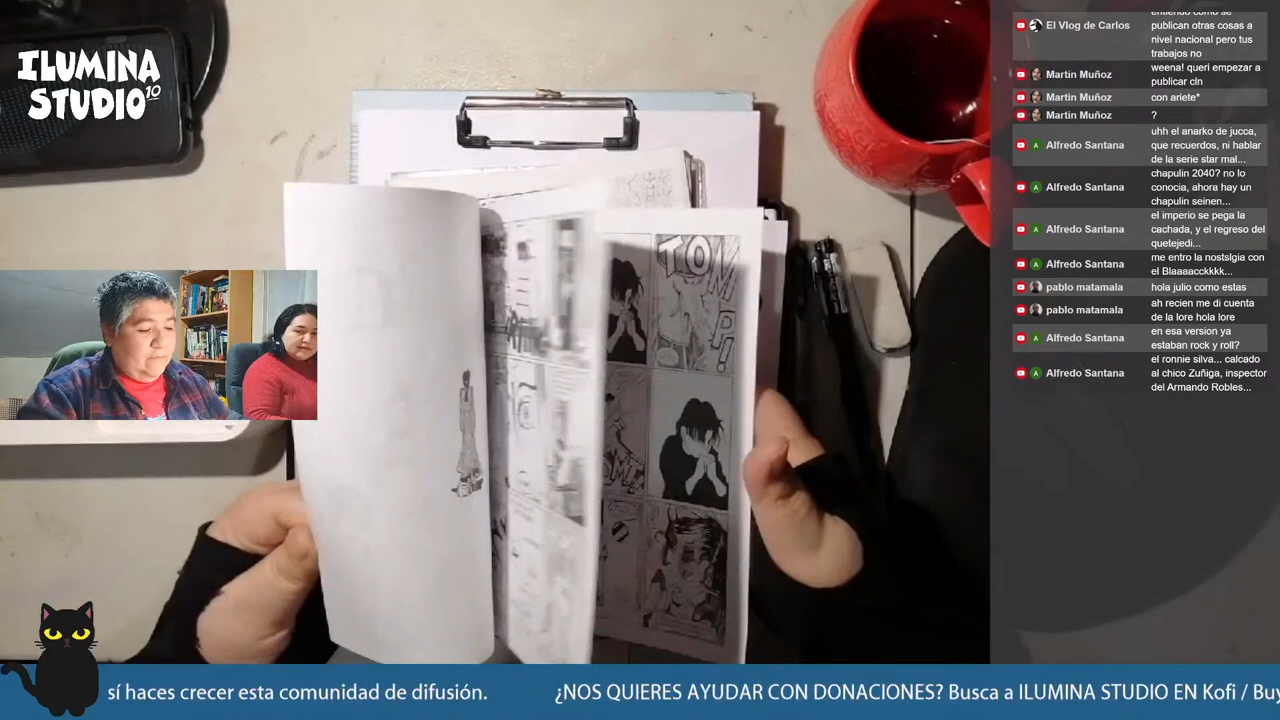 ILUMINA
STUDIO
TOMP!
entiendo como se
El Vlog de Carlos
publican otras cosas a
nivel nacional pero tus
trabajos no
Martin Muñoz
weena! queri empezar a
publicar cln
Martin Muñoz con ariete*
Martin Muñoz ?
Alfredo Santana
uhh el anarko de jucca,
que recuerdos, ni hablar
de la serie star mal...
Alfredo Santana
chapulin 2040? no lo
conocia, ahora hay un
chapulin seinen...
Alfredo Santana
el imperio se pega la
cachada, y el regreso del
quetejedi...
Alfredo Santana
me entro la nostslgia con
el Blaaaacckkkk...
pablo matamala hola julio como estas
pablo matamala
ah recien me di cuenta
de la lore hola lore
Alfredo Santana
en esa version ya
estaban rock y roll?
Alfredo Santana
el ronnie silva... calcado
al chico Zuñiga, inspector
del Armando Robles...
sí haces crecer esta comunidad de difusión. ¿NOS QUIERES AYUDAR CON DONACIONES? Busca a ILUMINA STUDIO EN Kofi / Buy